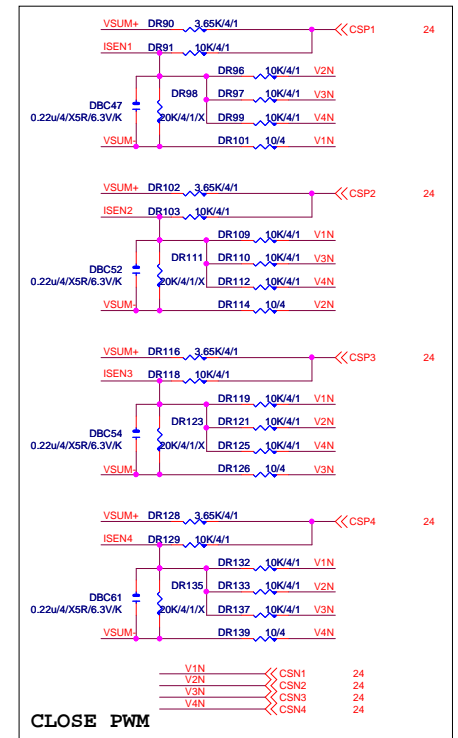 VSUM+ DR90 3.65K/4/1 CSP1 24
ISEN1 DR91 10K/4/1
DR96 10K/4/1 V2N
DR98 DR97 10K/4/1 V3N
DBC47
0.22u/4/X5R/6.3V/K 20K/4/1/X DR99 10K/4/1 V4N
VSUM- DR101 10/4 V1N
VSUM+ DR102 3.65K/4/1 CSP2 24
ISEN2 DR103 10K/4/1
DR109 10K/4/1 V1N
DR111 DR110 10K/4/1 V3N
DBC52
0.22u/4/X5R/6.3V/K 20K/4/1/X DR112 10K/4/1 V4N
VSUM- DR114 10/4 V2N
VSUM+ DR116 3.65K/4/1 CSP3 24
ISEN3 DR118 10K/4/1
DR119 10K/4/1 V1N
DR123 DR121 10K/4/1 V2N
DBC54
0.22u/4/X5R/6.3V/K 20K/4/1/X DR125 10K/4/1 V4N
VSUM- DR126 10/4 V3N
VSUM+ DR128 3.65K/4/1 CSP4 24
ISEN4 DR129 10K/4/1
DR132 10K/4/1 V1N
DR135 DR133 10K/4/1 V2N
DBC61
0.22u/4/X5R/6.3V/K 20K/4/1/X DR137 10K/4/1 V3N
VSUM- DR139 10/4 V4N
V1N CSN1 24
V2N CSN2 24
V3N CSN3 24
V4N CSN4 24
CLOSE PWM